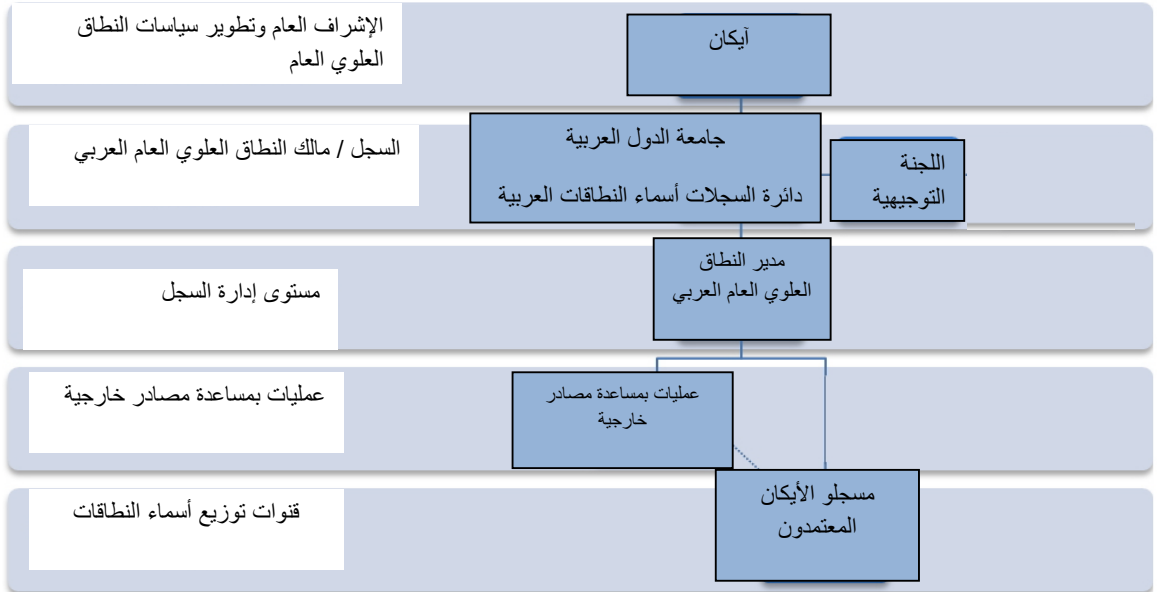 الإشراف العام وتطوير سياسات النطاق
العلوي العام
آيكان
السجل / مالك النطاق العلوي العام العربي
جامعة الدول العربية
دائرة السجلات أسماء النطاقات العربية
اللجنة
التوجيهية
مستوى إدارة السجل
مدير النطاق
العلوي العام العربي
عمليات بمساعدة مصادر خارجية
عمليات بمساعدة مصادر
خارجية
قنوات توزيع أسماء النطاقات
مسجلو الأيكان
المعتمدون